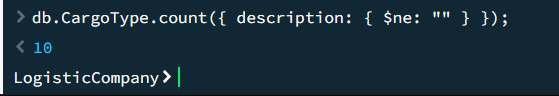 > db.CargoType.count({ description: { $ne: "" } });
< 10
LogisticCompany>